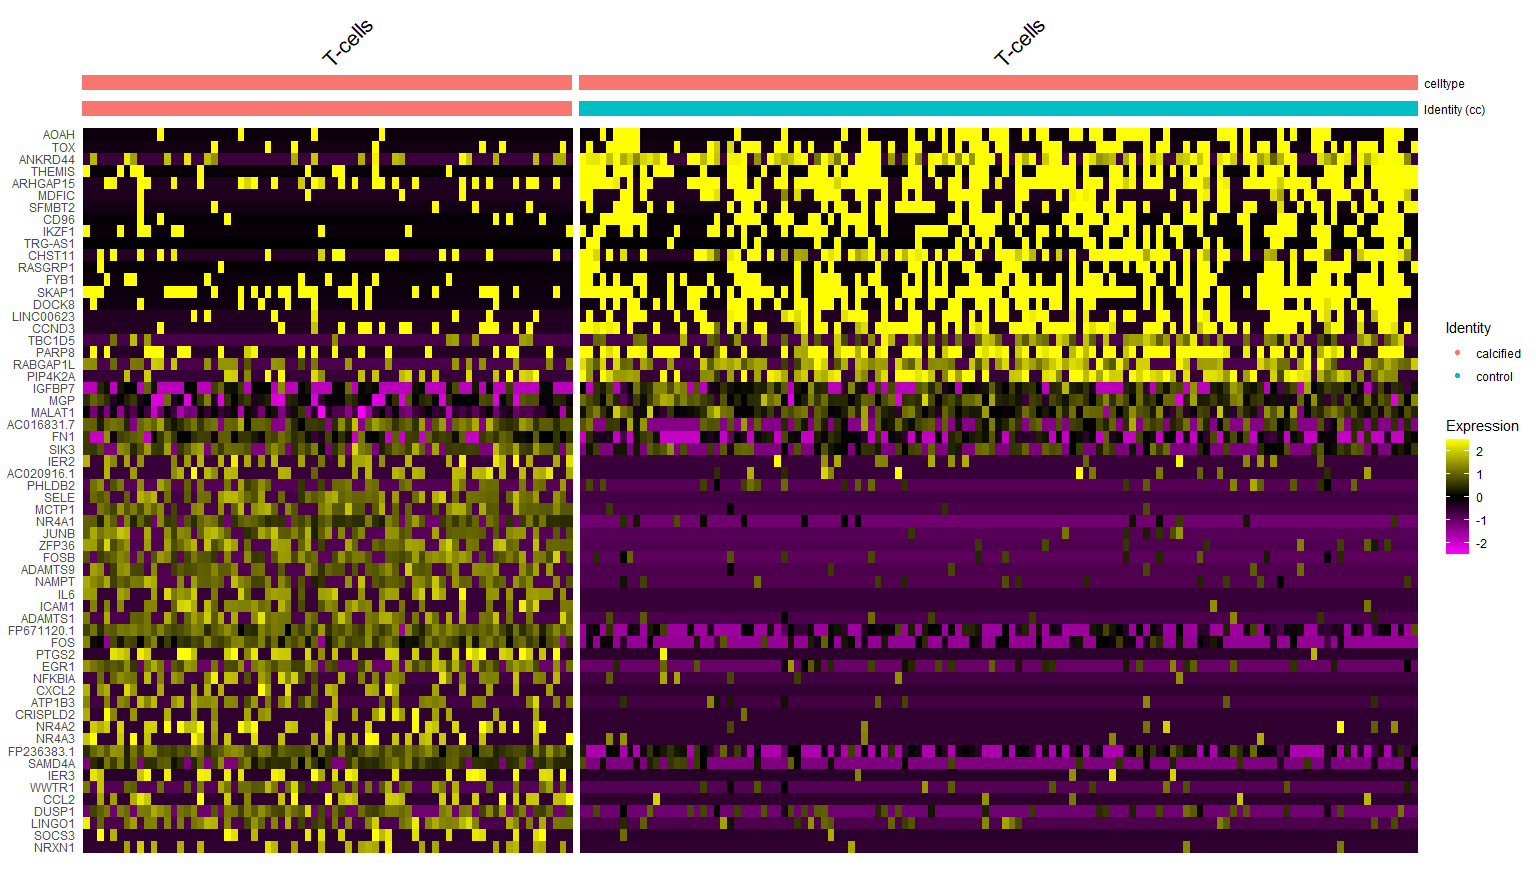 T-cells
T-cells
celltype
Identity (cc)
AOAH
TOX
ANKRD44
THEMIS
ARHGAP15
MDFIC
SFMBT2
CD96
IKZF1
TRG-AS1
CHST11
RASGRP1
FYB1
SKAP1
DOCK8
LINC00623
CCND3
TBC1D5
PARP8
RABGAP1L
PIP4K2A
IGFBP7
MGP
MALAT1
AC016831.7
FN1
SIK3
IER2
AC020916.1
PHLDB2
SELE
MCTP1
NR4A1
JUNB
ZFP36
FOSB
ADAMTS9
NAMPT
IL6
ICAM1
ADAMTS1
FP671120.1
FOS
PTGS2
EGR1
NFKBIA
CXCL2
ATP1B3
CRISPLD2
NR4A2
NR4A3
FP236383.1
SAMD4A
IER3
WWTR1
CCL2
DUSP1
LINGO1
SOCS3
NRXN1
Identity
calcified
control
Expression
2
1
0
-1
-2